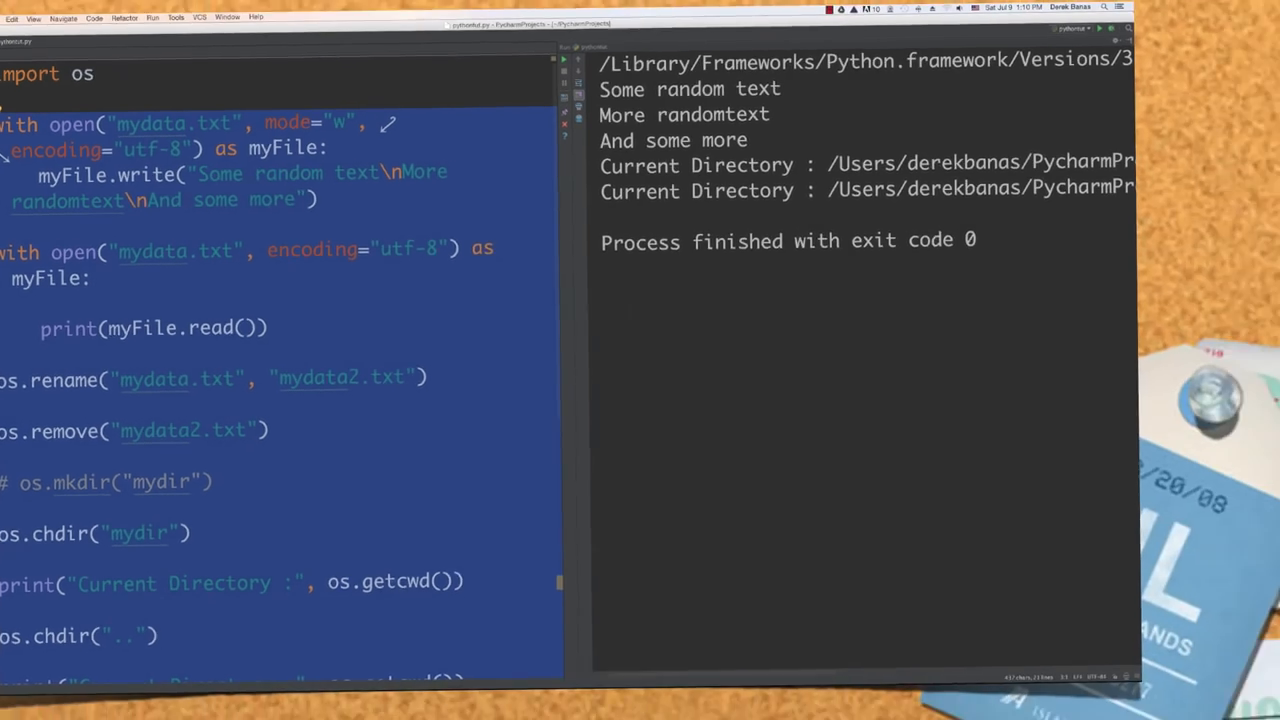 Edit View Navigate Code Refactor Run Tools VCS Window Help
10 Sat Jul 9 1:10 PM Derek Banas
pythontut.py - PycharmProjects - [~/PycharmProjects]
import os
with open("mydata.txt", mode="w",
encoding="utf-8") as myFile:
myFile.write("Some random text\nMore
randomtext\nAnd some more")
with open("mydata.txt", encoding="utf-8") as
myFile:
print(myFile.read())
os.rename("mydata.txt", "mydata2.txt")
os.remove("mydata2.txt")
# os.mkdir("mydir")
os.chdir("mydir")
print("Current Directory :", os.getcwd())
os.chdir("..")
/Library/Frameworks/Python.framework/Versions/3
Some random text
More randomtext
And some more
Current Directory : /Users/derekbanas/PycharmPr
Current Directory : /Users/derekbanas/PycharmPr
Process finished with exit code 0
/20/08
L
ANDS